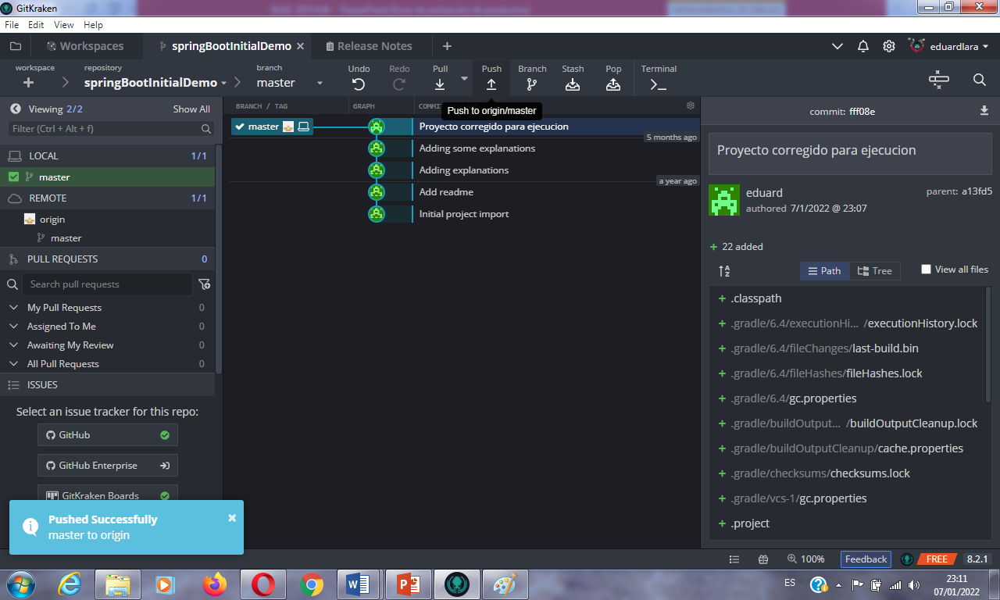 GitKraken
File Edit View Help
Workspaces
springBootInitialDemo
Release Notes
eduardlara
workspace
repository
springBootInitialDemo
branch
master
Undo
Redo
Pull
Push
Branch
Stash
Pop
Terminal
Push to origin/master
Viewing 2/2
Show All
Filter (Ctrl + Alt + f)
LOCAL 1/1
master
REMOTE 1/1
origin
master
PULL REQUESTS 0
Search pull requests
My Pull Requests 0
Assigned To Me 0
Awaiting My Review 0
All Pull Requests 0
ISSUES
Select an issue tracker for this repo:
GitHub
GitHub Enterprise
GitKraken Boards
Pushed Successfully
master to origin
BRANCH / TAG
GRAPH
master
Proyecto corregido para ejecucion
5 months ago
Adding some explanations
Adding explanations
a year ago
Add readme
Initial project import
commit: fff08e
Proyecto corregido para ejecucion
eduard
authored 7/1/2022 @ 23:07
parent: a13fd5
22 added
Path
Tree
View all files
.classpath
.gradle/6.4/executionHi... /executionHistory.lock
.gradle/6.4/fileChanges/last-build.bin
.gradle/6.4/fileHashes/fileHashes.lock
.gradle/6.4/gc.properties
.gradle/buildOutput... /buildOutputCleanup.lock
.gradle/buildOutputCleanup/cache.properties
.gradle/checksums/checksums.lock
.gradle/vcs-1/gc.properties
.project
100%
Feedback
FREE
8.2.1
ES
23:11
07/01/2022